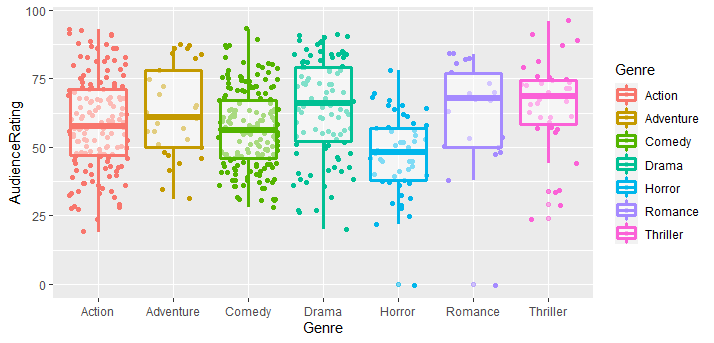 AudienceRating
100
75
50
25
0
Action Adventure Comedy Drama Horror Romance Thriller
Genre
Genre
Action
Adventure
Comedy
Drama
Horror
Romance
Thriller